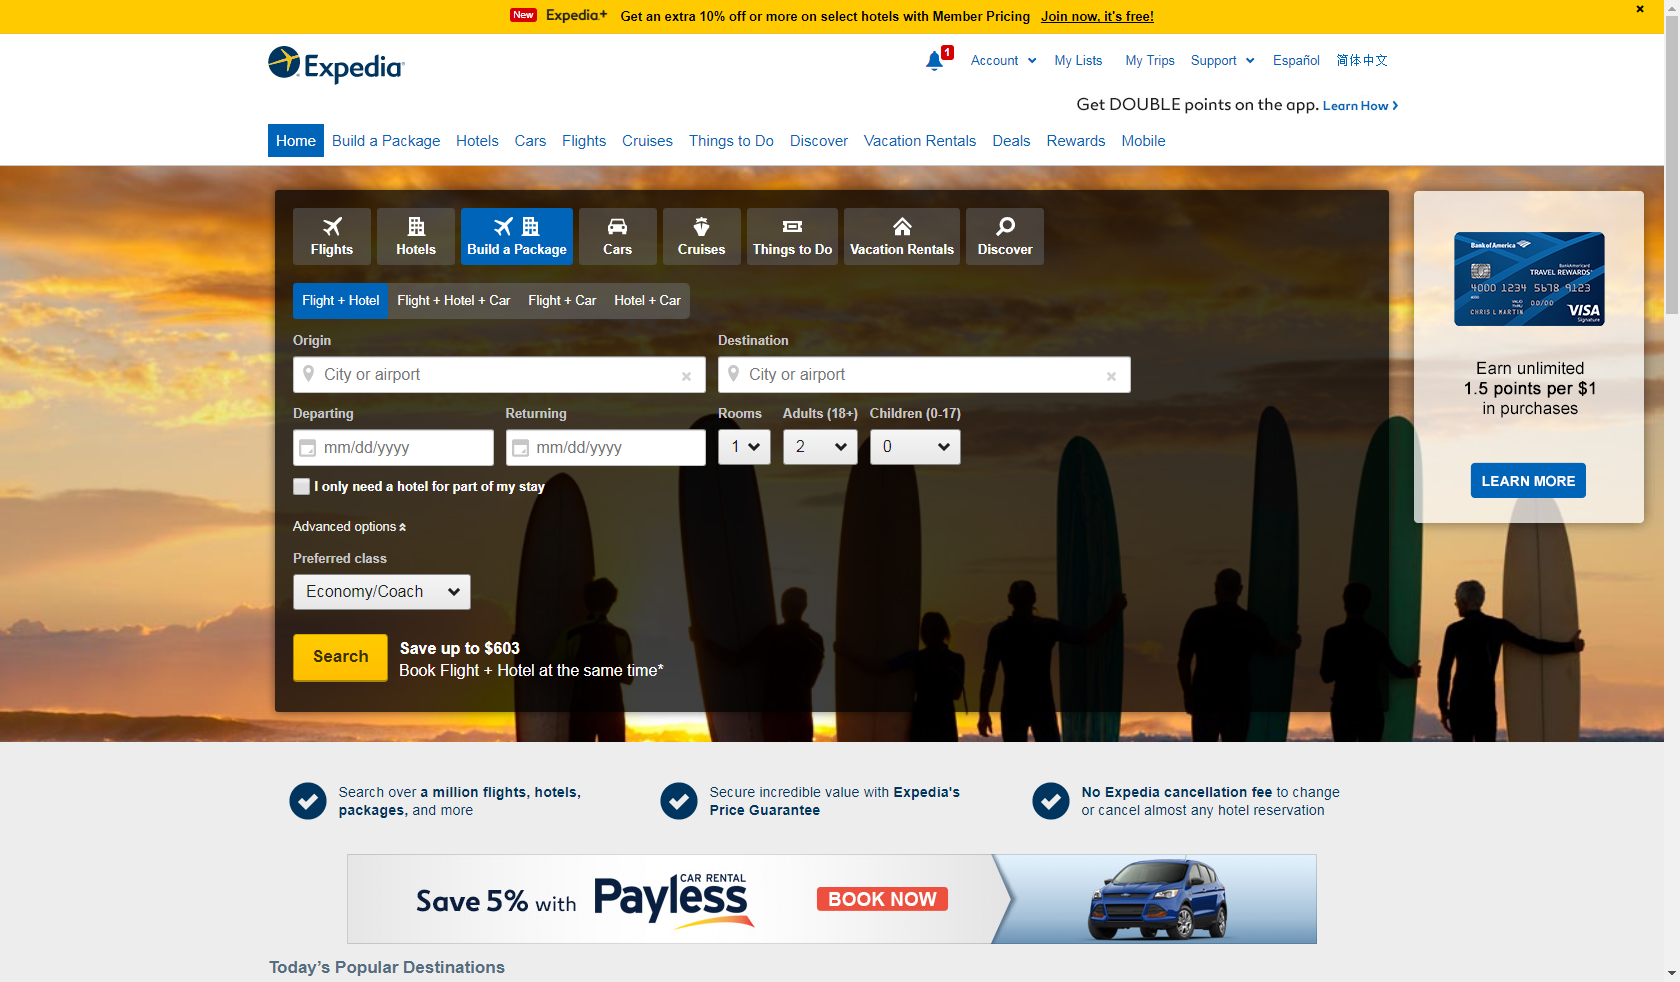 New Expedia+ Get an extra 10% off or more on select hotels with Member Pricing Join now, it's free!
Expedia
1 Account My Lists My Trips Support Español 简体中文
Get DOUBLE points on the app. Learn How
Home Build a Package Hotels Cars Flights Cruises Things to Do Discover Vacation Rentals Deals Rewards Mobile
Flights Hotels Build a Package Cars Cruises Things to Do Vacation Rentals Discover
Flight + Hotel Flight + Hotel + Car Flight + Car Hotel + Car
Origin Destination
City or airport City or airport
Departing Returning Rooms Adults (18+) Children (0-17)
mm/dd/yyyy mm/dd/yyyy 1 2 0
I only need a hotel for part of my stay
Advanced options
Preferred class
Economy/Coach
Search
Save up to $603
Book Flight + Hotel at the same time*
Bank of America
BankAmericard
TRAVEL REWARDS
4000 1234 5678 9123
VALID THRU 00/00
CHRIS L MARTIN
VISA
Signature
Earn unlimited
1.5 points per $1
in purchases
LEARN MORE
Search over a million flights, hotels,
packages, and more
Secure incredible value with Expedia's
Price Guarantee
No Expedia cancellation fee to change
or cancel almost any hotel reservation
Save 5% with Payless CAR RENTAL
BOOK NOW
Today's Popular Destinations